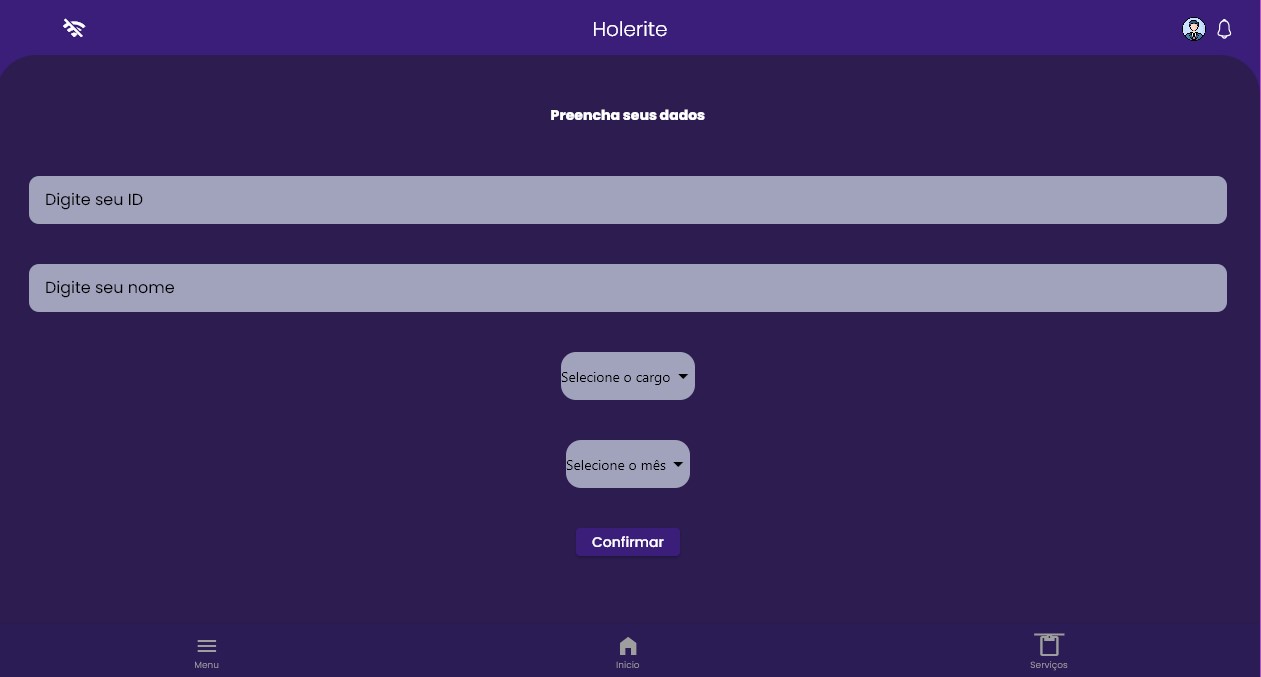 Holerite
Preencha seus dados
Digite seu ID
Digite seu nome
Selecione o cargo
Selecione o mês
Confirmar
Menu
Início
Serviços